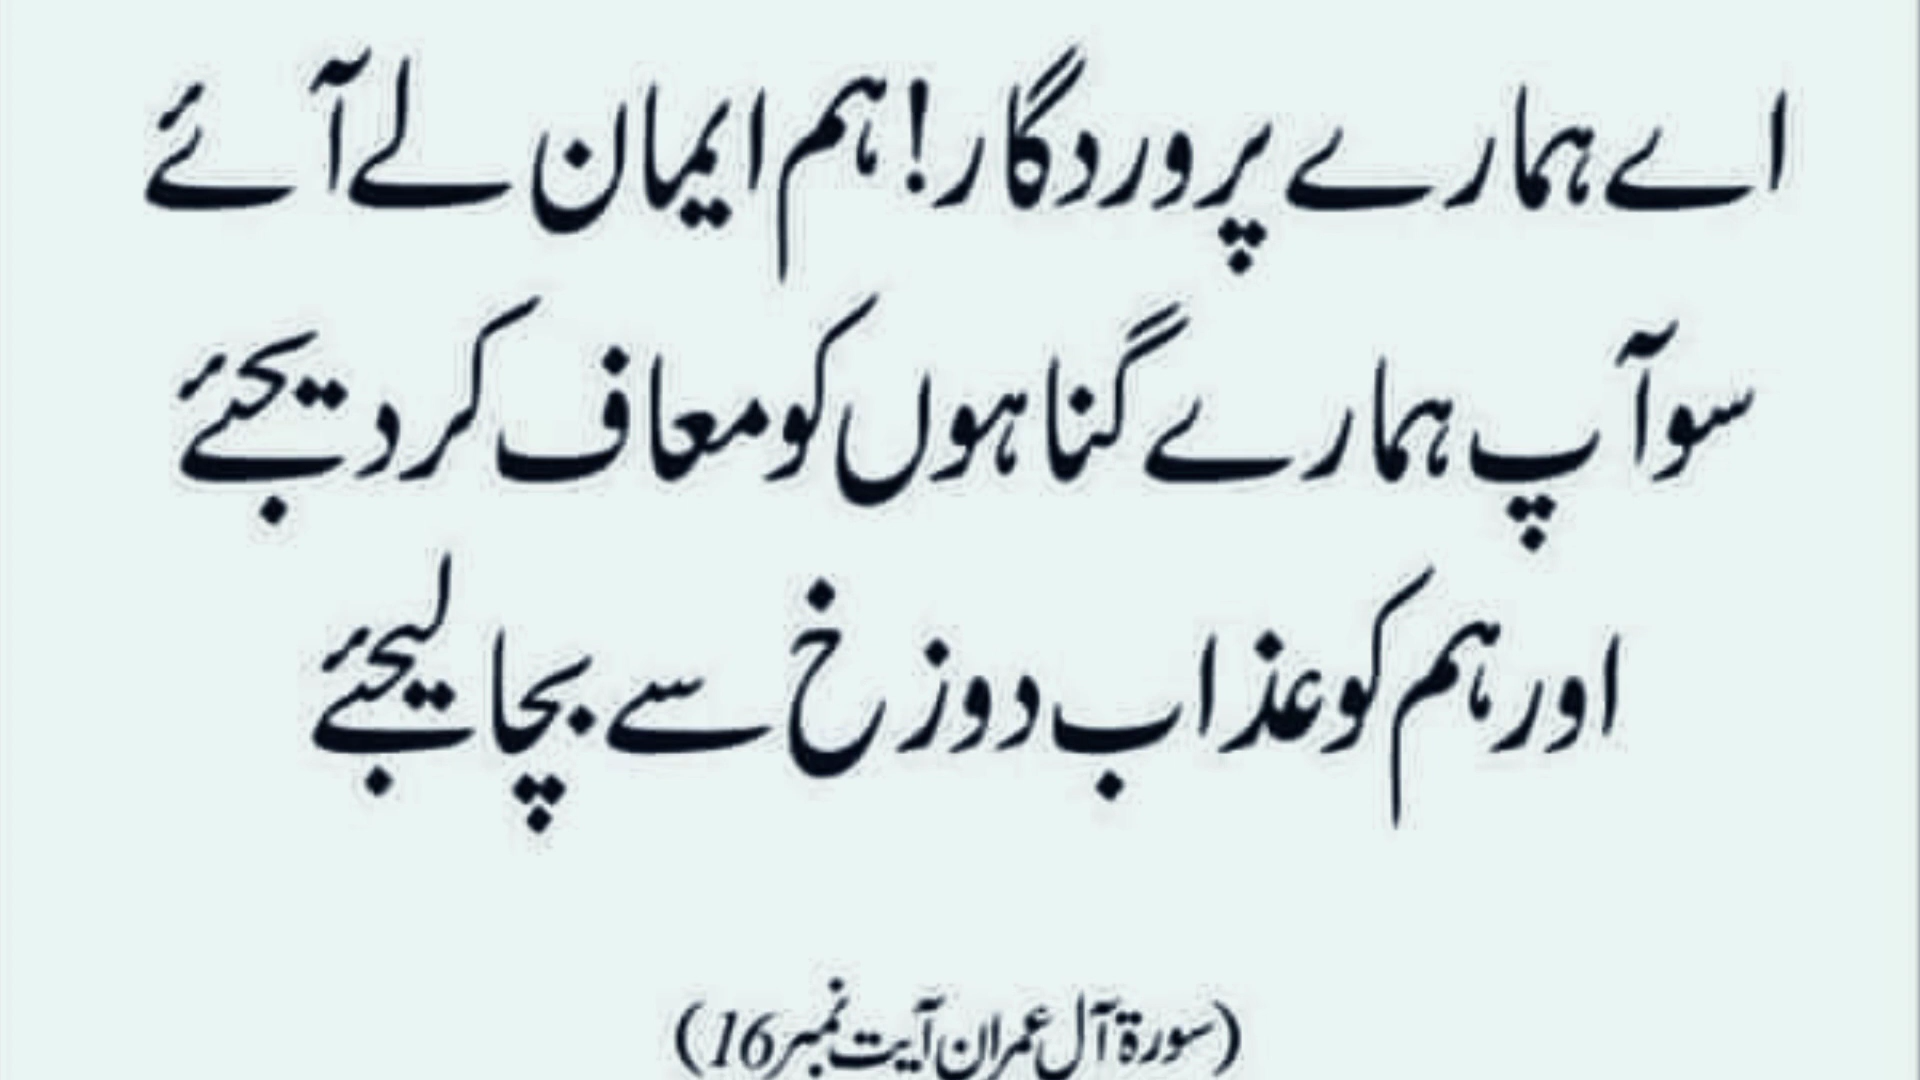 اے ہمارے پروردگار! ہم ایمان لے آئے
سو آپ ہمارے گناہوں کو معاف کر دیجئے
اور ہم کو عذاب دوزخ سے بچا لیجئے
(سورۃ آل عمران آیت نمبر 16)